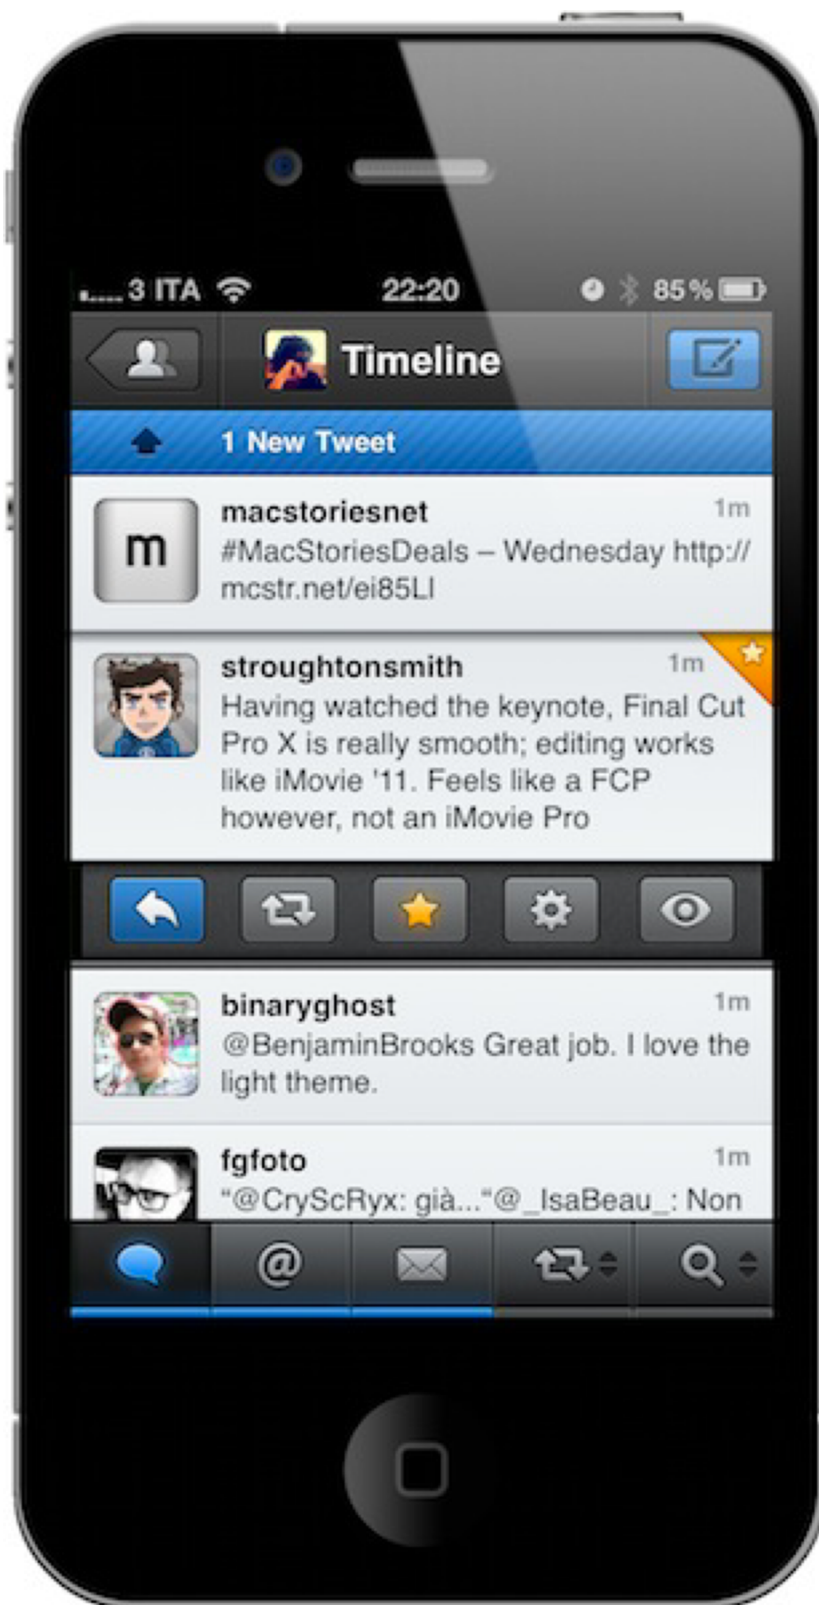 3 ITA 22:20 85%
Timeline
1 New Tweet
m
macstoriesnet 1m
#MacStoriesDeals – Wednesday http://
mcstr.net/ei85LI
stroughtonsmith 1m
Having watched the keynote, Final Cut
Pro X is really smooth; editing works
like iMovie '11. Feels like a FCP
however, not an iMovie Pro
binaryghost 1m
@BenjaminBrooks Great job. I love the
light theme.
fgfoto 1m
“@CryScRyx: già...“@_IsaBeau_: Non
@